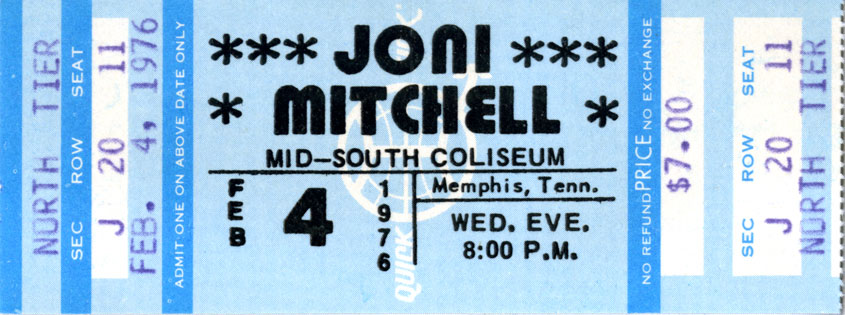 NORTH TIER
SEC J ROW 20 SEAT 11
FEB. 4, 1976
ADMIT ONE ON ABOVE DATE ONLY
*** JONI ***
* MITCHELL *
MID-SOUTH COLISEUM
FEB 4 1976
Memphis, Tenn.
WED. EVE.
8:00 P.M.
QUIK
NO REFUND PRICE NO EXCHANGE
$7.00
SEC J ROW 20 SEAT 11
NORTH TIER